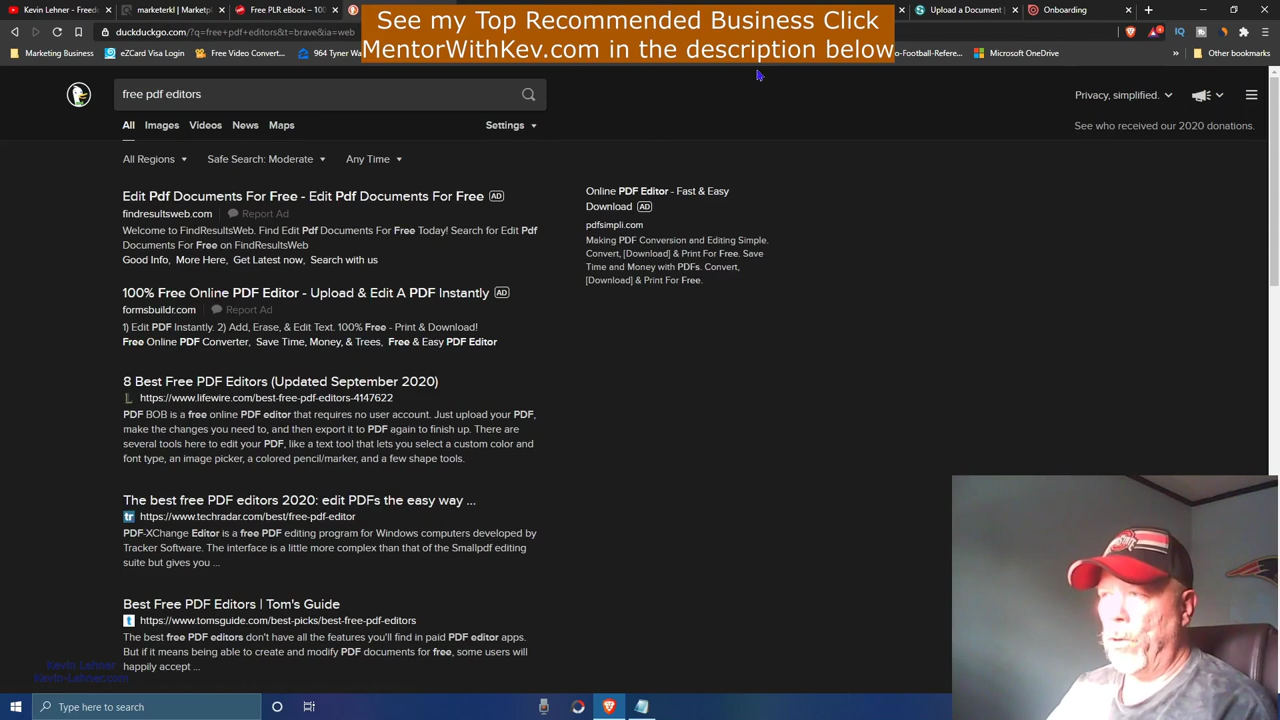 Kevin Lehner - Freed
marketerkl | Marketpl
Free PLR eBook – 100
Upload a Document |
Onboarding
See my Top Recommended Business Click
MentorWithKev.com in the description below
duckduckgo.com/?q=free+pdf+editors&t=brave&ia=web
Marketing Business
eZCard Visa Login
Free Video Convert...
964 Tyner W
o-Football-Refere...
Microsoft OneDrive
»
Other bookmarks
free pdf editors
Privacy, simplified.
All Images Videos News Maps Settings
See who received our 2020 donations.
All Regions Safe Search: Moderate Any Time
Edit Pdf Documents For Free - Edit Pdf Documents For Free AD
findresultsweb.com Report Ad
Welcome to FindResultsWeb. Find Edit Pdf Documents For Free Today! Search for Edit Pdf
Documents For Free on FindResultsWeb
Good Info, More Here, Get Latest now, Search with us
Online PDF Editor - Fast & Easy
Download AD
pdfsimpli.com
Making PDF Conversion and Editing Simple.
Convert, [Download] & Print For Free. Save
Time and Money with PDFs. Convert,
[Download] & Print For Free.
100% Free Online PDF Editor - Upload & Edit A PDF Instantly AD
formsbuildr.com Report Ad
1) Edit PDF Instantly. 2) Add, Erase, & Edit Text. 100% Free - Print & Download!
Free Online PDF Converter, Save Time, Money, & Trees, Free & Easy PDF Editor
8 Best Free PDF Editors (Updated September 2020)
https://www.lifewire.com/best-free-pdf-editors-4147622
PDF BOB is a free online PDF editor that requires no user account. Just upload your PDF,
make the changes you need to, and then export it to PDF again to finish up. There are
several tools here to edit your PDF, like a text tool that lets you select a custom color and
font type, an image picker, a colored pencil/marker, and a few shape tools.
The best free PDF editors 2020: edit PDFs the easy way ...
tr https://www.techradar.com/best/free-pdf-editor
PDF-XChange Editor is a free PDF editing program for Windows computers developed by
Tracker Software. The interface is a little more complex than that of the Smallpdf editing
suite but gives you ...
Best Free PDF Editors | Tom's Guide
t https://www.tomsguide.com/best-picks/best-free-pdf-editors
The best free PDF editors don't have all the features you'll find in paid PDF editor apps.
But if it means being able to create and modify PDF documents for free, some users will
happily accept ...
Kevin Lehner
Kevin-Lehner.com
Type here to search